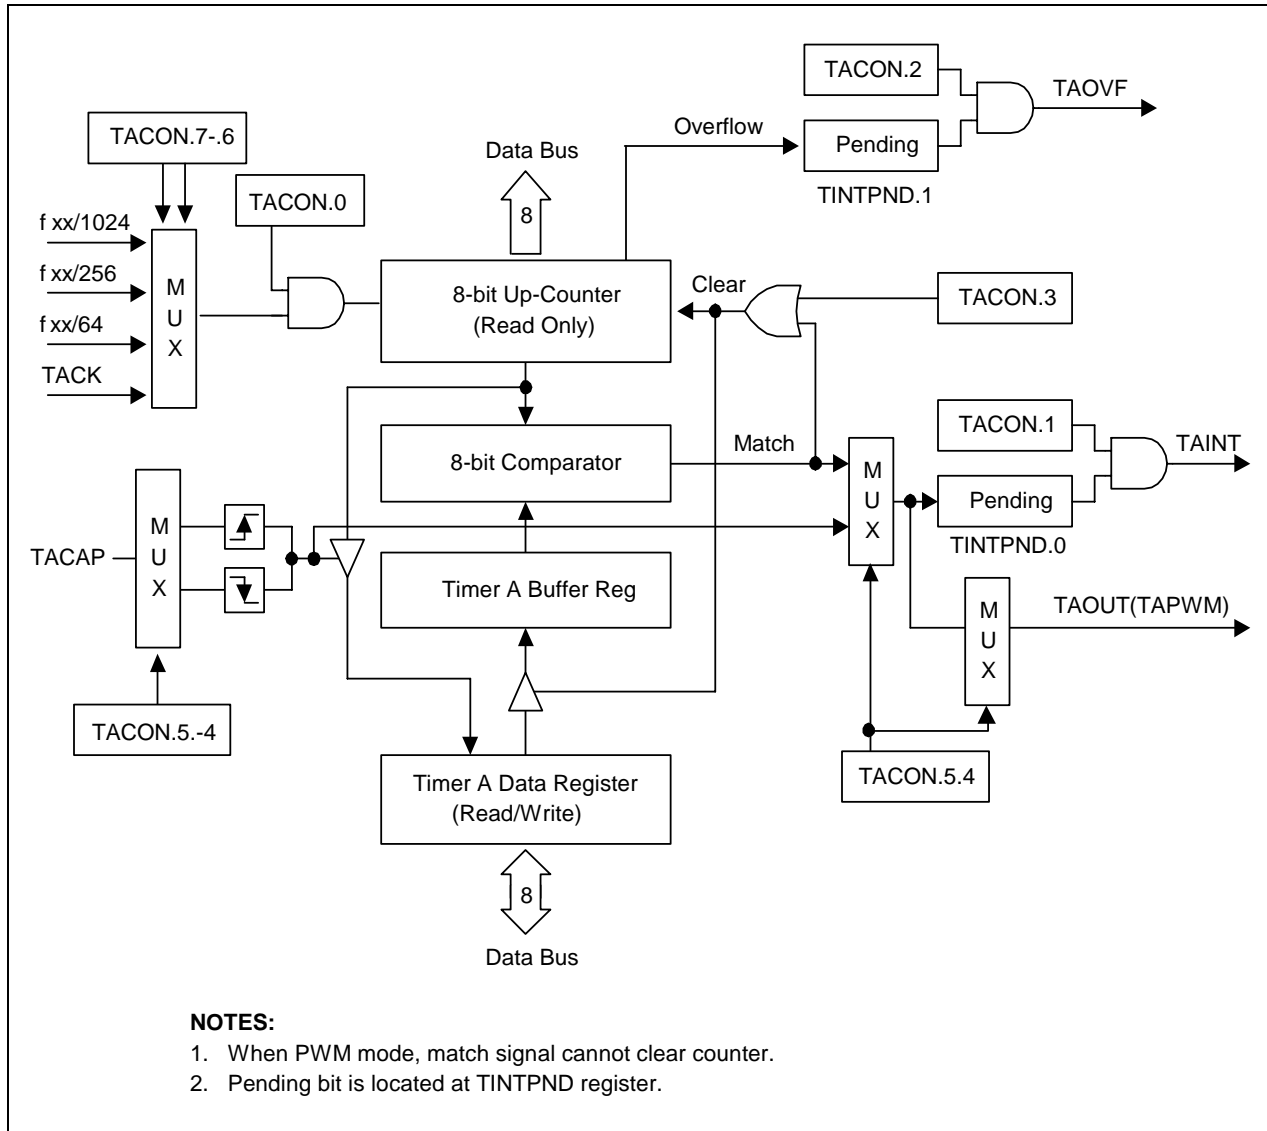 TACON.2
TAOVF
Overflow
Pending
TINTPND.1
TACON.7-.6
Data Bus
8
TACON.0
f xx/1024
f xx/256
f xx/64
TACK
M
U
X
8-bit Up-Counter
(Read Only)
Clear
TACON.3
8-bit Comparator
Match
M
U
X
TACON.1
TAINT
Pending
TINTPND.0
TACAP
M
U
X
Timer A Buffer Reg
M
U
X
TAOUT(TAPWM)
TACON.5.-4
TACON.5.4
Timer A Data Register
(Read/Write)
8
Data Bus
NOTES:
1. When PWM mode, match signal cannot clear counter.
2. Pending bit is located at TINTPND register.